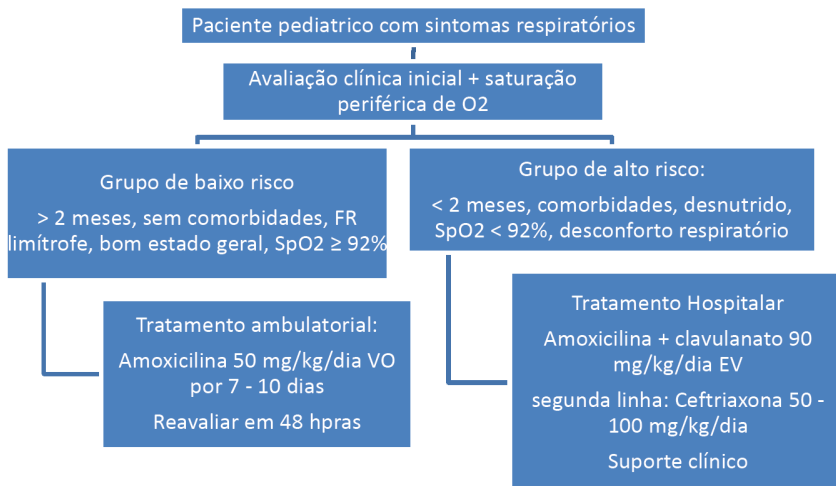 Paciente pediatrico com sintomas respiratórios
Avaliação clínica inicial + saturação
periférica de O2
Grupo de baixo risco
> 2 meses, sem comorbidades, FR
limítrofe, bom estado geral, SpO2 ≥ 92%
Grupo de alto risco:
< 2 meses, comorbidades, desnutrido,
SpO2 < 92%, desconforto respiratório
Tratamento ambulatorial:
Amoxicilina 50 mg/kg/dia VO
por 7 - 10 dias
Reavaliar em 48 hpras
Tratamento Hospitalar
Amoxicilina + clavulanato 90
mg/kg/dia EV
segunda linha: Ceftriaxona 50 -
100 mg/kg/dia
Suporte clínico